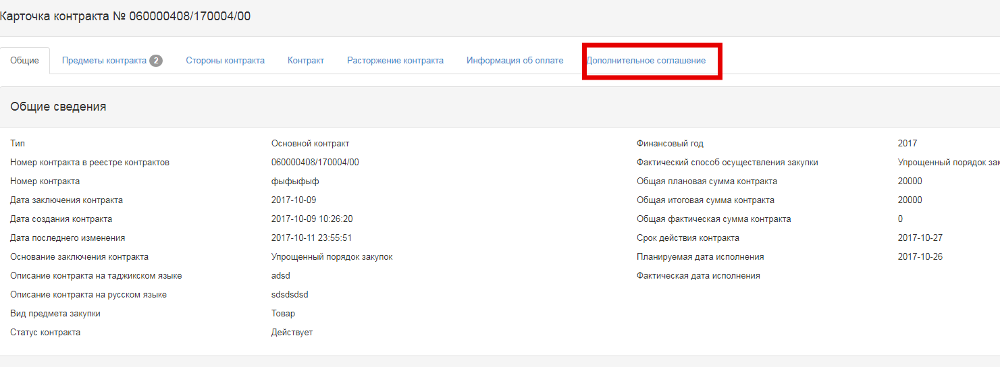 Карточка контракта № 060000408/170004/00
Общие Предметы контракта 2 Стороны контракта Контракт Расторжение контракта Информация об оплате Дополнительное соглашение
Общие сведения
Тип Основной контракт Финансовый год 2017
Номер контракта в реестре контрактов 060000408/170004/00 Фактический способ осуществления закупки Упрощенный порядок зак
Номер контракта фыфыфыф Общая плановая сумма контракта 20000
Дата заключения контракта 2017-10-09 Общая итоговая сумма контракта 20000
Дата создания контракта 2017-10-09 10:26:20 Общая фактическая сумма контракта 0
Дата последнего изменения 2017-10-11 23:55:51 Срок действия контракта 2017-10-27
Основание заключения контракта Упрощенный порядок закупок Планируемая дата исполнения 2017-10-26
Описание контракта на таджикском языке adsd Фактическая дата исполнения
Описание контракта на русском языке sdsdsdsd
Вид предмета закупки Товар
Статус контракта Действует